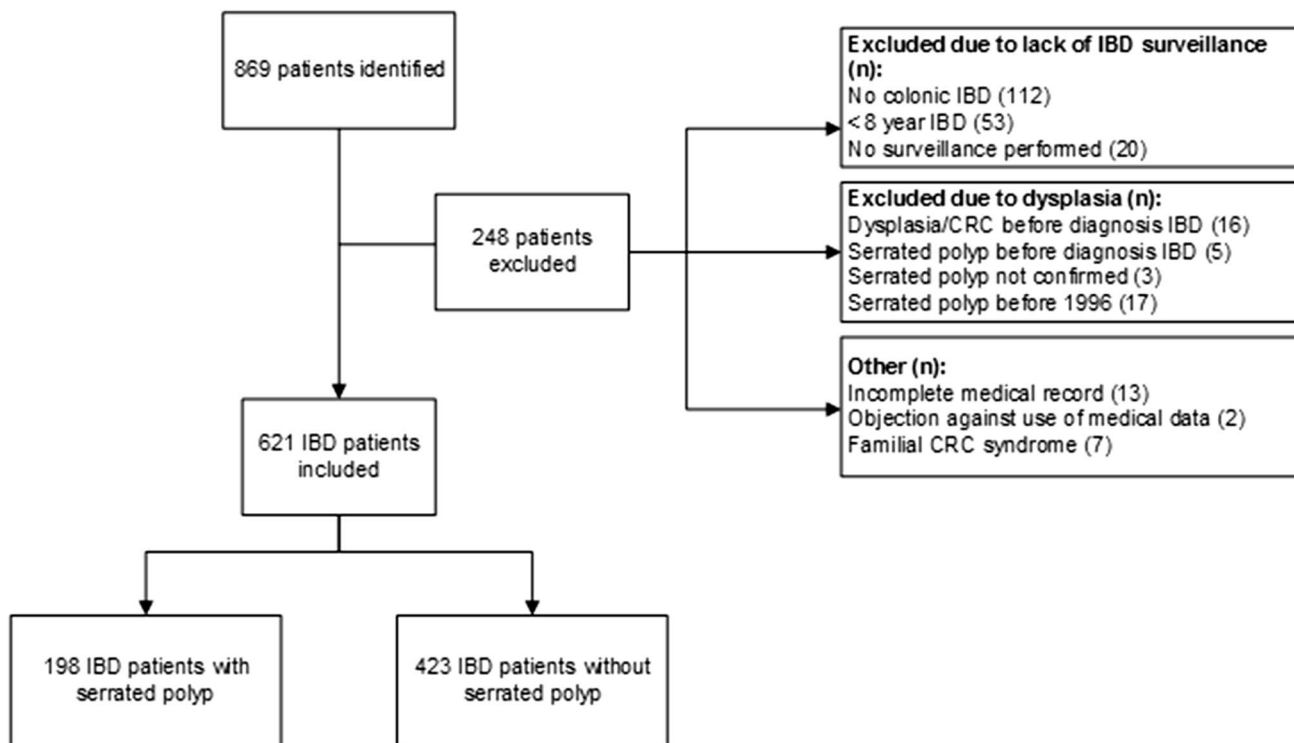 869 patients identified
248 patients
excluded
Excluded due to lack of IBD surveillance
(n):
No colonic IBD (112)
<8 year IBD (53)
No surveillance performed (20)
Excluded due to dysplasia (n):
Dysplasia/CRC before diagnosis IBD (16)
Serrated polyp before diagnosis IBD (5)
Serrated polyp not confirmed (3)
Serrated polyp before 1996 (17)
Other (n):
Incomplete medical record (13)
Objection against use of medical data (2)
Familial CRC syndrome (7)
621 IBD patients
included
198 IBD patients with
serrated polyp
423 IBD patients without
serrated polyp